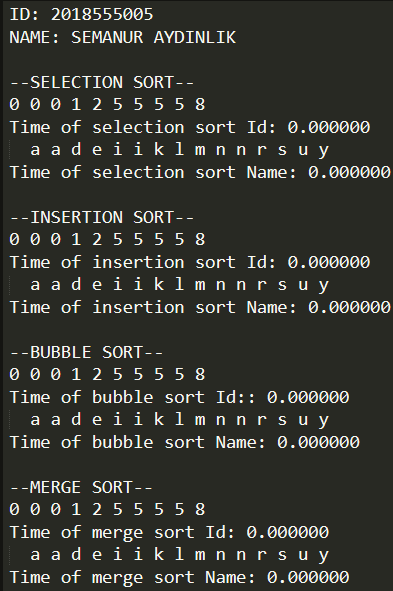 ID: 2018555005
NAME: SEMANUR AYDINLIK
--SELECTION SORT--
0 0 0 1 2 5 5 5 5 8
Time of selection sort Id: 0.000000
a a d e i i k l m n n r s u y
Time of selection sort Name: 0.000000
--INSERTION SORT--
0 0 0 1 2 5 5 5 5 8
Time of insertion sort Id: 0.000000
a a d e i i k l m n n r s u y
Time of insertion sort Name: 0.000000
--BUBBLE SORT--
0 0 0 1 2 5 5 5 5 8
Time of bubble sort Id:: 0.000000
a a d e i i k l m n n r s u y
Time of bubble sort Name: 0.000000
--MERGE SORT--
0 0 0 1 2 5 5 5 5 8
Time of merge sort Id: 0.000000
a a d e i i k l m n n r s u y
Time of merge sort Name: 0.000000